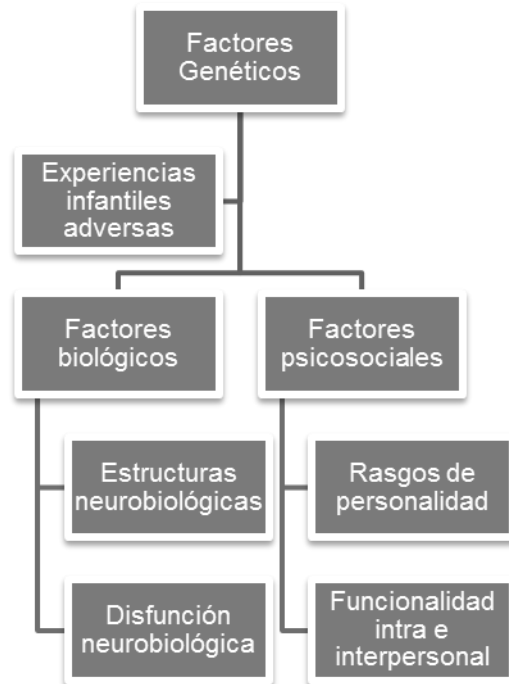 Factores
Genéticos
Experiencias
infantiles
adversas
Factores
biológicos
Factores
psicosociales
Estructuras
neurobiológicas
Rasgos de
personalidad
Disfunción
neurobiológica
Funcionalidad
intra e
interpersonal